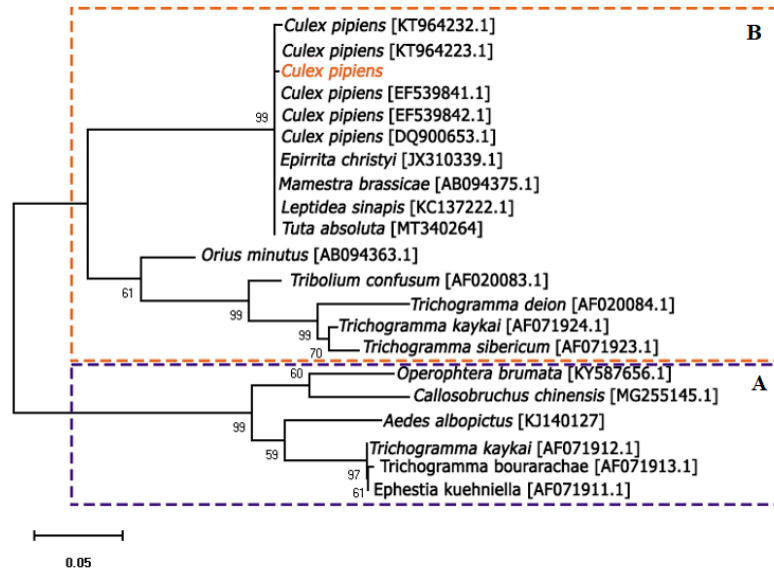 Culex pipiens [KT964232.1]
B
Culex pipiens [KT964223.1]
Culex pipiens
Culex pipiens [EF539841.1]
Culex pipiens [EF539842.1]
99
Culex pipiens [DQ900653.1]
Epirrita christyi [JX310339.1]
Mamestra brassicae [AB094375.1]
Leptidea sinapis [KC137222.1]
Tuta absoluta [MT340264]
Orius minutus [AB094363.1]
61
Tribolium confusum [AF020083.1]
99
Trichogramma deion [AF020084.1]
Trichogramma kaykai [AF071924.1]
99
Trichogramma sibericum [AF071923.1]
70
Operophtera brumata [KY587656.1]
60
A
Callosobruchus chinensis [MG255145.1]
99
Aedes albopictus [KJ140127]
59
Trichogramma kaykai [AF071912.1]
Trichogramma bourarachae [AF071913.1]
97
Ephestia kuehniella [AF071911.1]
61
0.05